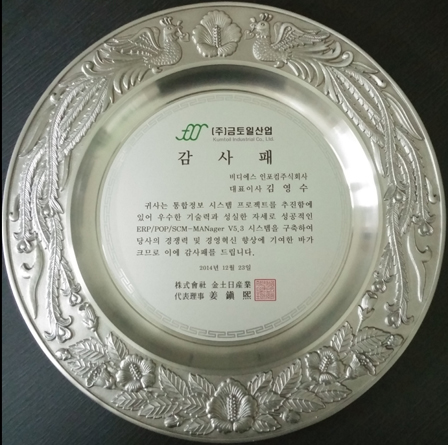 (주)금토일산업
Kumtoil Industrial Co., Ltd.
감 사 패
비디에스 인포컴주식회사
대표이사 김 영 수
귀사는 통합정보 시스템 프로젝트를 추진함에
있어 우수한 기술력과 성실한 자세로 성공적인
ERP/POP/SCM-MANager V5.3 시스템을 구축하여
당사의 경쟁력 및 경영혁신 향상에 기여한 바가
크므로 이에 감사패를 드립니다.
2014년 12월 23일
株式會社 金土日産業
代表理事 姜 鎭 熙